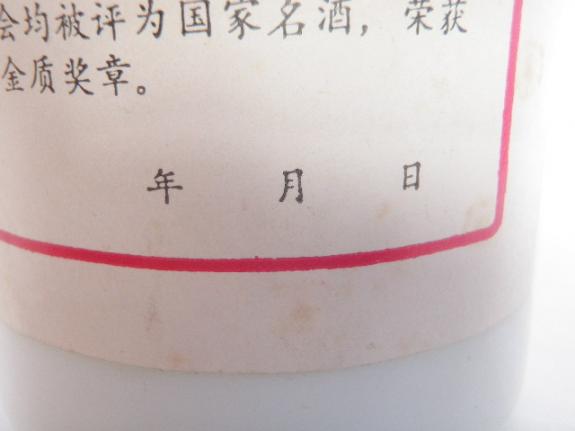 会均被评为国家名酒，荣获
金质奖章。
年 月 日